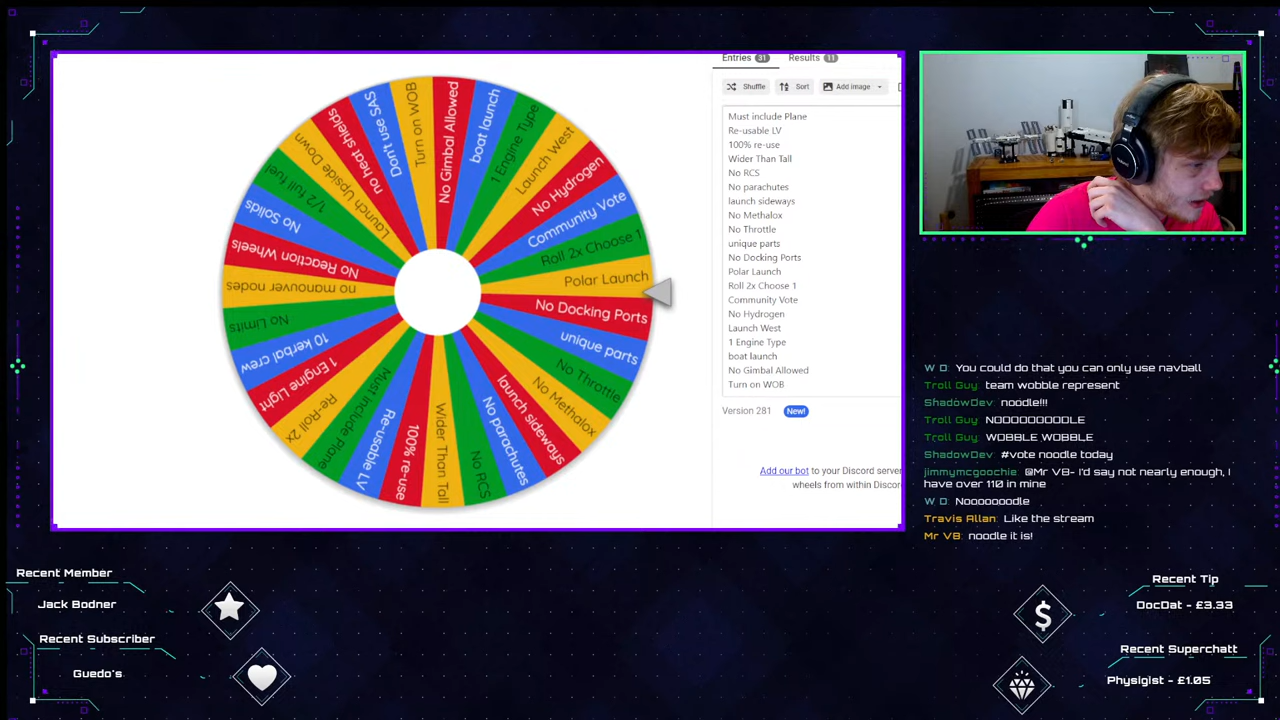 Entries 31 Results 11
Shuffle Sort Add image
Must include Plane
Re-usable LV
100% re-use
Wider Than Tall
No RCS
No parachutes
launch sideways
No Methalox
No Throttle
unique parts
No Docking Ports
Polar Launch
Roll 2x Choose 1
Community Vote
No Hydrogen
Launch West
1 Engine Type
boat launch
No Gimbal Allowed
Turn on WOB
Version 281 New!
Add our bot to your Discord server
wheels from within Discor
Turn on WOB
No Gimbal Allowed
boat launch
1 Engine Type
Launch West
No Hydrogen
Community Vote
Roll 2x Choose 1
Polar Launch
No Docking Ports
unique parts
No Throttle
No Methalox
launch sideways
No parachutes
No RCS
Wider Than Tall
100% re-use
Re-usable LV
Must include Plane
Re-Roll 2x
1 Engine Light
10 kerbal crew
No Limits
no manouver nodes
No Reaction Wheels
No Solids
1/2 full fuel
Launch Upside Down
no heat shields
Don't use SAS
W D: You could do that you can only use navball
Troll Guy: team wobble represent
ShadowDev: noodle!!!
Troll Guy: NOOOOOOOODLE
Troll Guy: WOBBLE WOBBLE
ShadowDev: #vote noodle today
jimmymcgoochie: @Mr VB- I'd say not nearly enough, I
have over 110 in mine
W D: Nooooooodle
Travis Allan: Like the stream
Mr VB: noodle it is!
Recent Member
Jack Bodner
Recent Subscriber
Guedo's
Recent Tip
DocDat - £3.33
Recent Superchatt
Physigist - £1.05